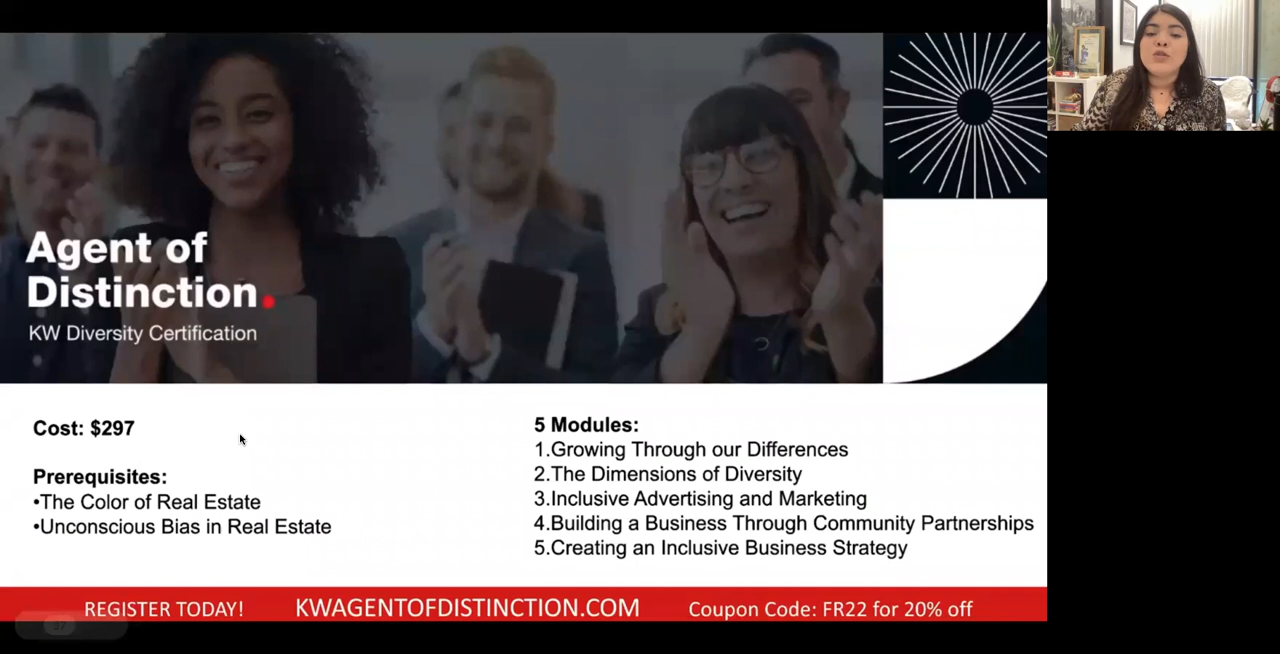 Agent of
Distinction.
KW Diversity Certification
Cost: $297
Prerequisites:
•The Color of Real Estate
•Unconscious Bias in Real Estate
5 Modules:
1.Growing Through our Differences
2.The Dimensions of Diversity
3.Inclusive Advertising and Marketing
4.Building a Business Through Community Partnerships
5.Creating an Inclusive Business Strategy
REGISTER TODAY! KWAGENTOFDISTINCTION.COM Coupon Code: FR22 for 20% off